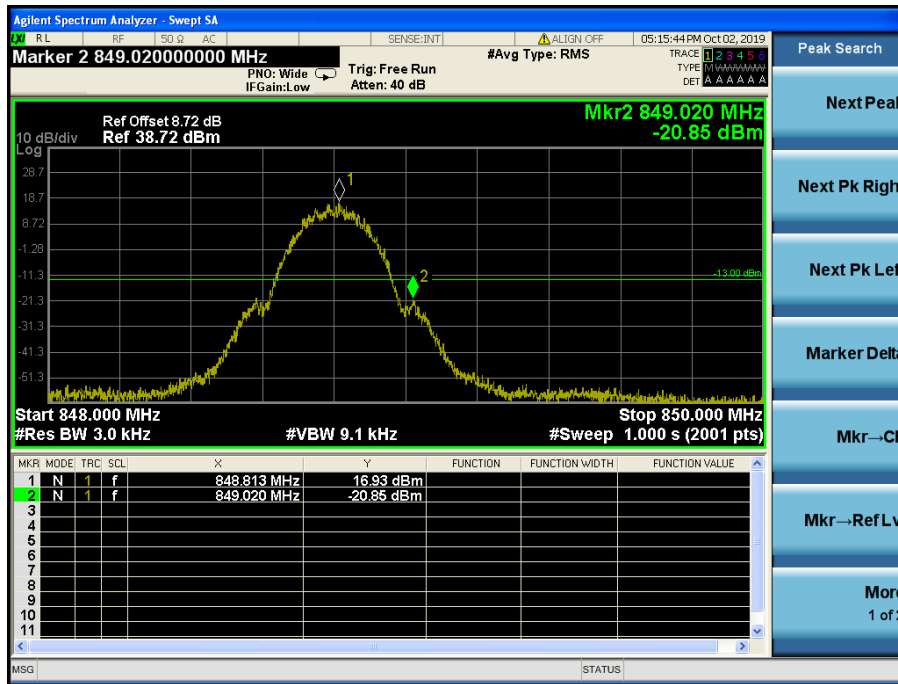 Agilent Spectrum Analyzer - Swept SA
LXI RL RF 50 Ω AC SENSE:INT ALIGN OFF 05:15:44 PM Oct 02, 2019
Marker 2 849.020000000 MHz
#Avg Type: RMS
TRACE 1 2 3 4 5 6
TYPE M W W W W W
DET A A A A A A
PNO: Wide
IFGain:Low
Trig: Free Run
Atten: 40 dB
Peak Search
Mkr2 849.020 MHz
-20.85 dBm
Ref Offset 8.72 dB
10 dB/div Ref 38.72 dBm
Log
28.7
18.7
8.72
-1.28
-11.3
-21.3
-31.3
-41.3
-51.3
1
2
-13.00 dBm
Start 848.000 MHz Stop 850.000 MHz
#Res BW 3.0 kHz #VBW 9.1 kHz #Sweep 1.000 s (2001 pts)
MKR MODE TRC SCL X Y FUNCTION FUNCTION WIDTH FUNCTION VALUE
1 N 1 f 848.813 MHz 16.93 dBm
2 N 1 f 849.020 MHz -20.85 dBm
3
4
5
6
7
8
9
10
11
MSG STATUS
Next Peal
Next Pk Righ
Next Pk Lef
Marker Delta
Mkr→C
Mkr→Ref Lv
More
1 of 2